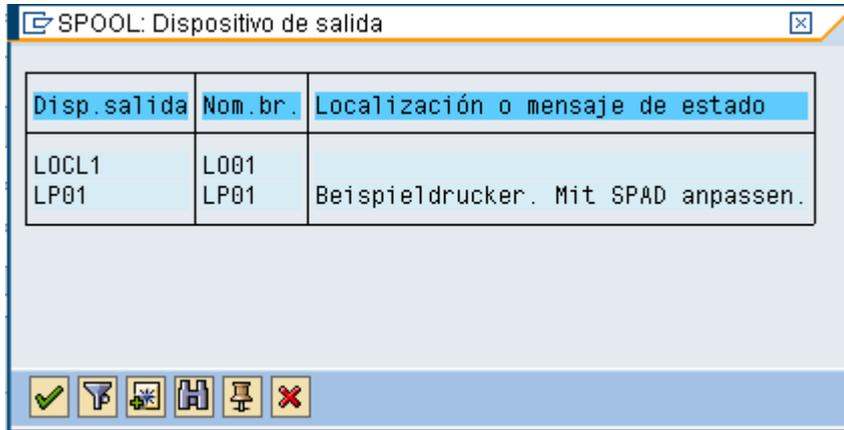 SPOOL: Dispositivo de salida
Disp.salida Nom.br. Localización o mensaje de estado
LOCL1 LO01
LP01 LP01 Beispieldrucker. Mit SPAD anpassen.